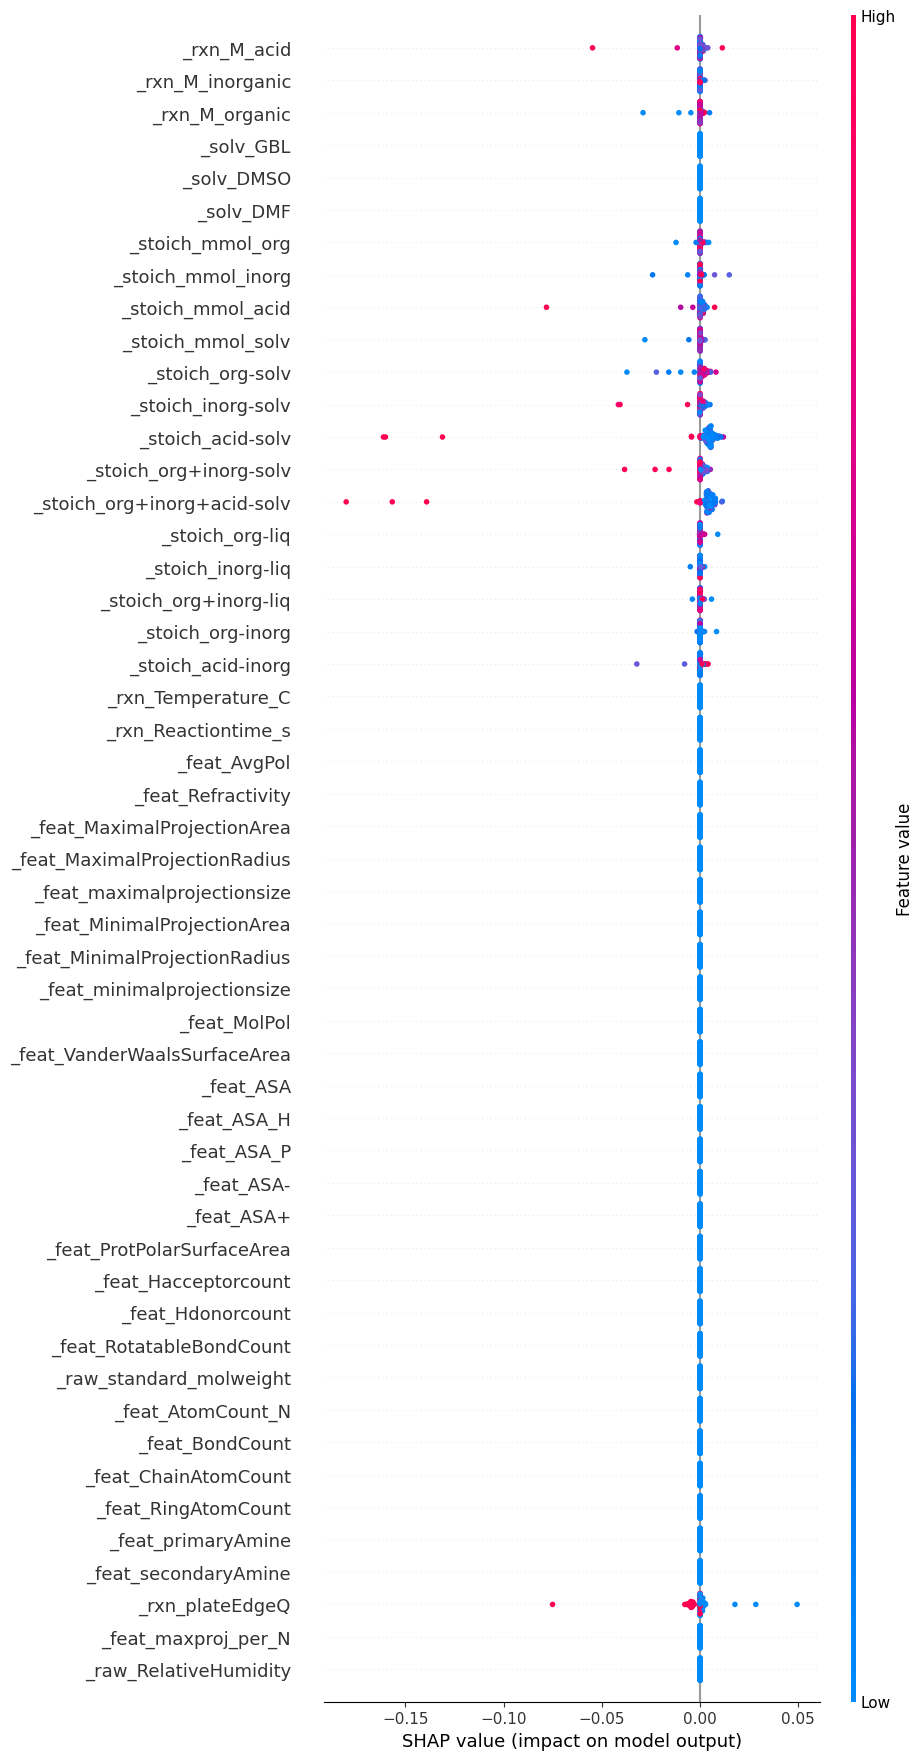 High
_rxn_M_acid
_rxn_M_inorganic
_rxn_M_organic
_solv_GBL
_solv_DMSO
_solv_DMF
_stoich_mmol_org
_stoich_mmol_inorg
_stoich_mmol_acid
_stoich_mmol_solv
_stoich_org-solv
_stoich_inorg-solv
_stoich_acid-solv
_stoich_org+inorg-solv
_stoich_org+inorg+acid-solv
_stoich_org-liq
_stoich_inorg-liq
_stoich_org+inorg-liq
_stoich_org-inorg
_stoich_acid-inorg
_rxn_Temperature_C
_rxn_Reactiontime_s
_feat_AvgPol
_feat_Refractivity
_feat_MaximalProjectionArea
_feat_MaximalProjectionRadius
_feat_maximalprojectionsize
_feat_MinimalProjectionArea
_feat_MinimalProjectionRadius
_feat_minimalprojectionsize
_feat_MolPol
_feat_VanderWaalsSurfaceArea
_feat_ASA
_feat_ASA_H
_feat_ASA_P
_feat_ASA-
_feat_ASA+
_feat_ProtPolarSurfaceArea
_feat_Hacceptorcount
_feat_Hdonorcount
_feat_RotatableBondCount
_raw_standard_molweight
_feat_AtomCount_N
_feat_BondCount
_feat_ChainAtomCount
_feat_RingAtomCount
_feat_primaryAmine
_feat_secondaryAmine
_rxn_plateEdgeQ
_feat_maxproj_per_N
_raw_RelativeHumidity
Feature value
Low
−0.15 −0.10 −0.05 0.00 0.05
SHAP value (impact on model output)